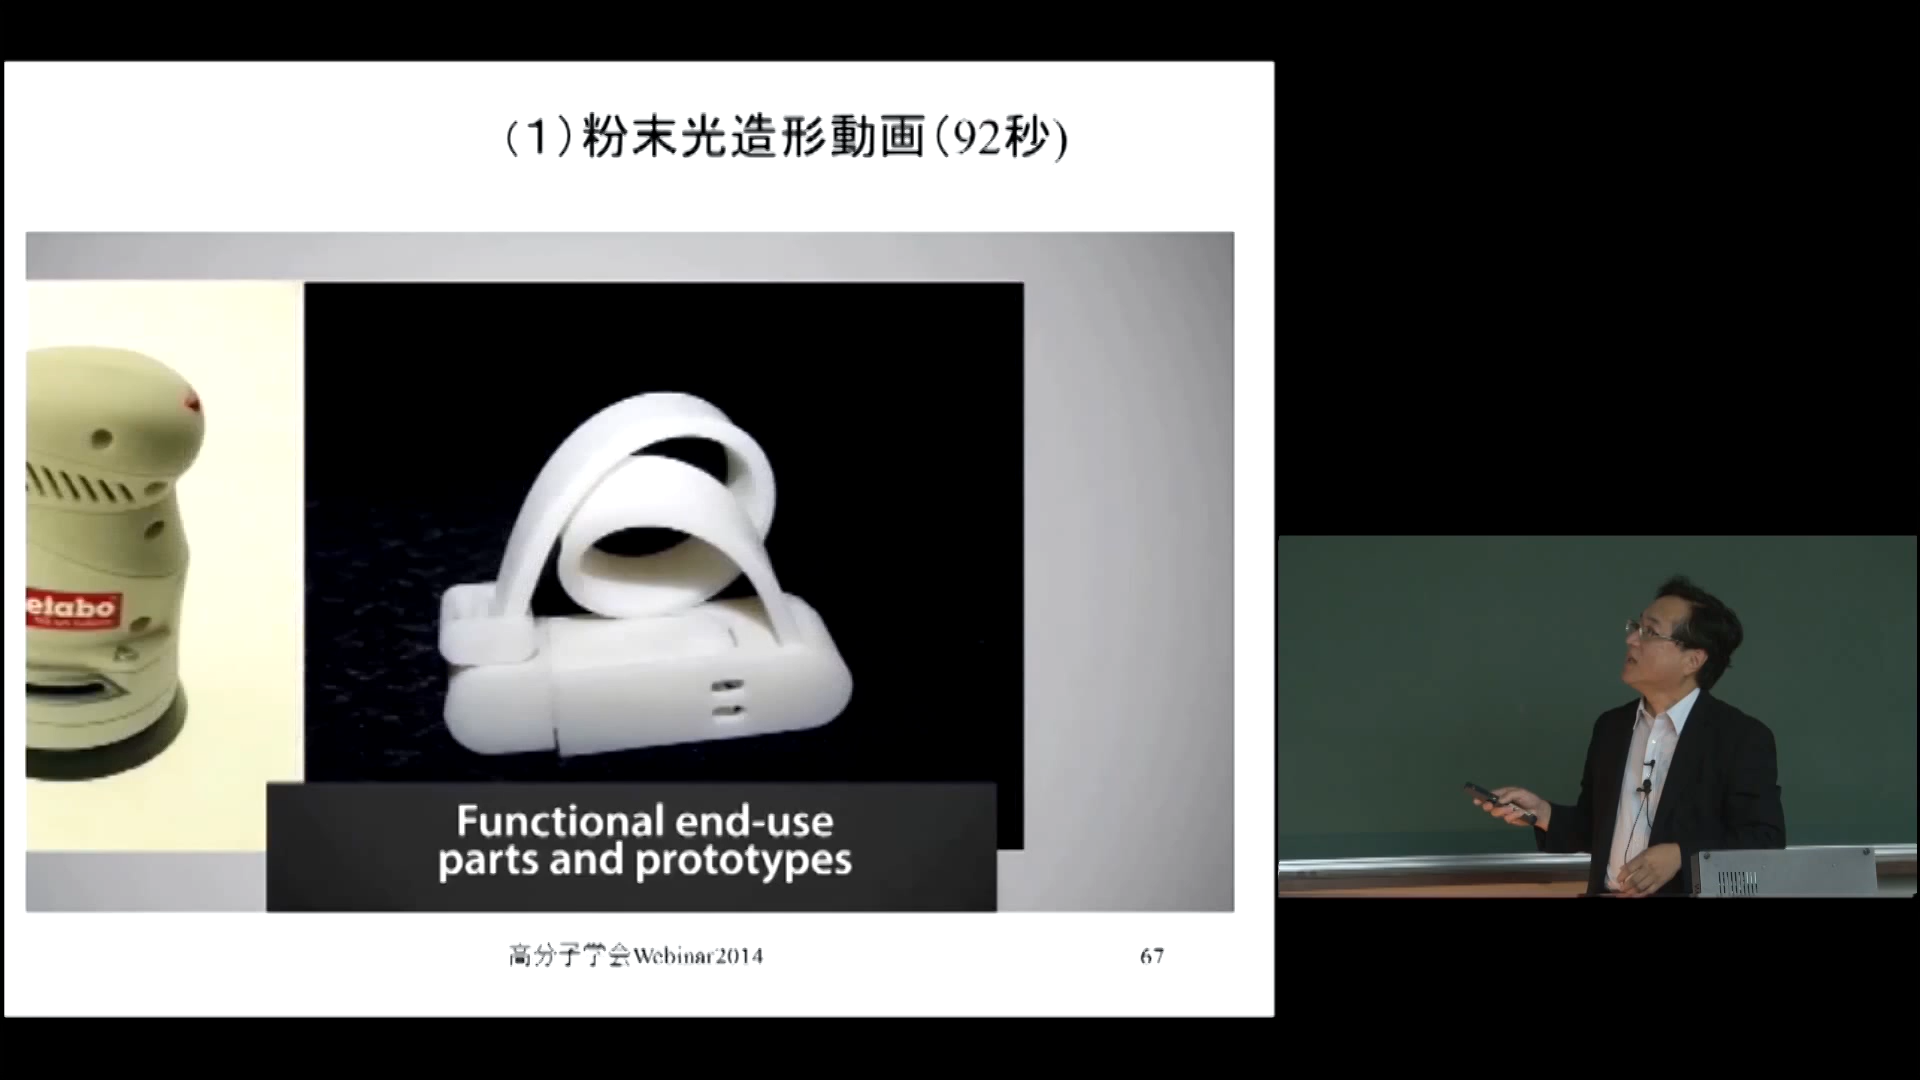 (1)粉末光造形動画(92秒)
elabo
Functional end-use
parts and prototypes
高分子学会Webinar2014
67